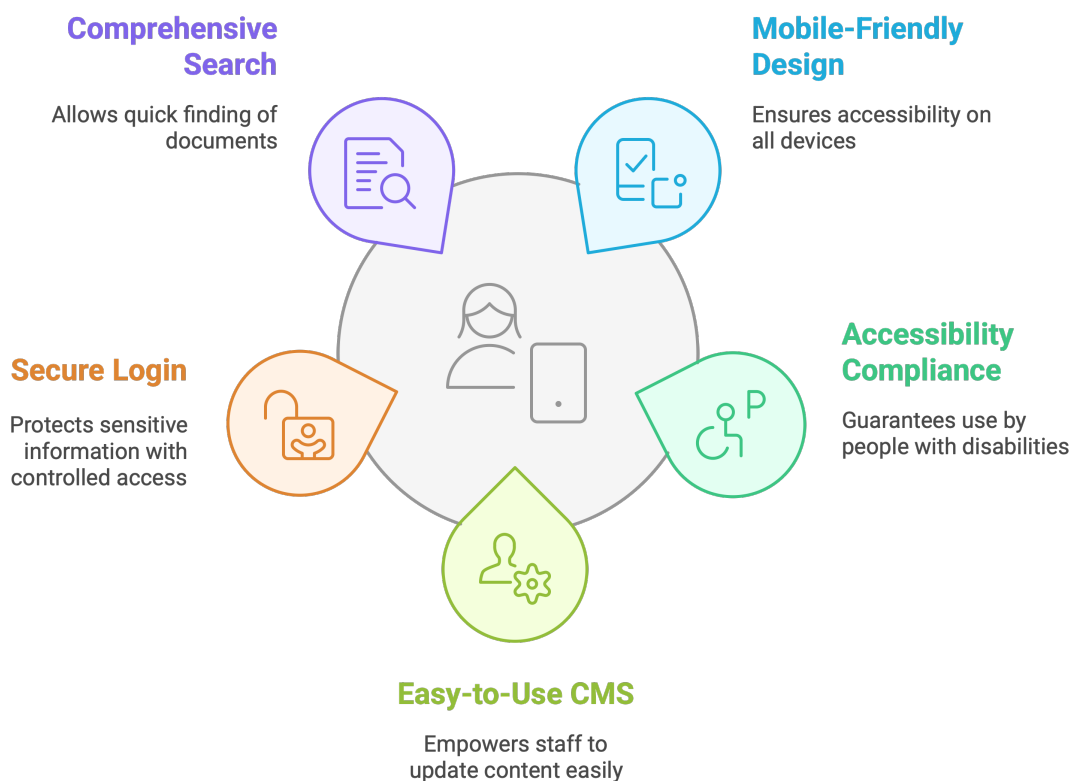 Comprehensive
Search
Allows quick finding of
documents
Mobile-Friendly
Design
Ensures accessibility on
all devices
Accessibility
Compliance
Guarantees use by
people with disabilities
P
Secure Login
Protects sensitive
information with
controlled access
Easy-to-Use CMS
Empowers staff to
update content easily